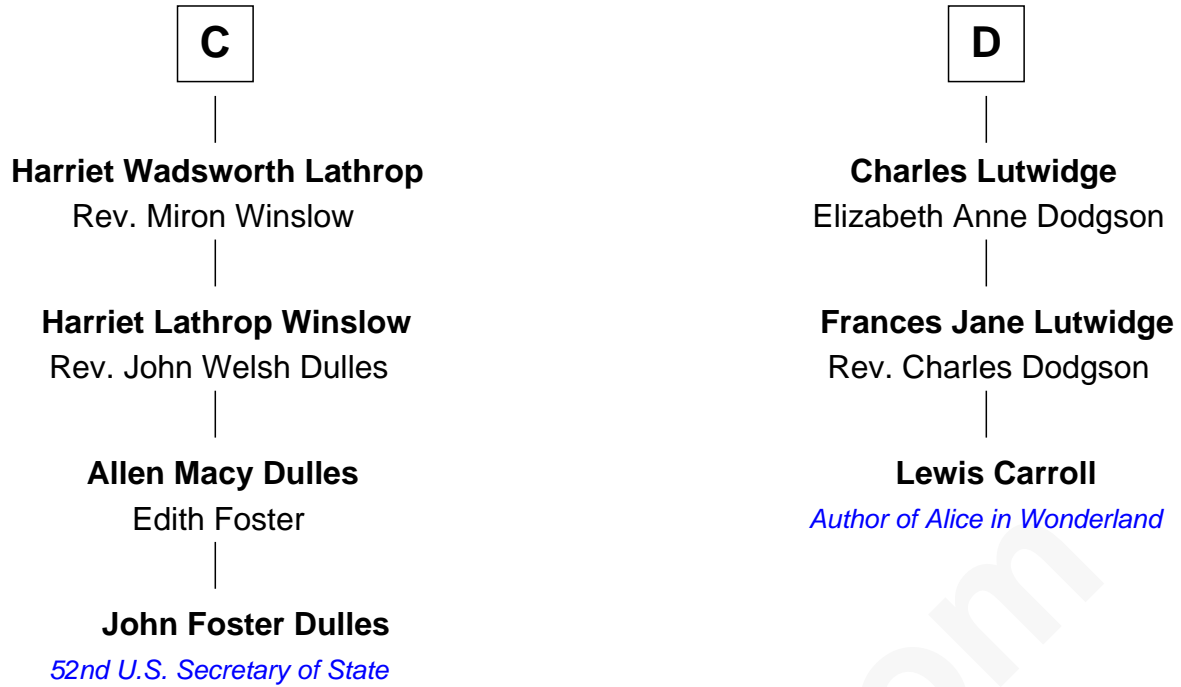 C
Harriet Wadsworth Lathrop
Rev. Miron Winslow
Harriet Lathrop Winslow
Rev. John Welsh Dulles
Allen Macy Dulles
Edith Foster
John Foster Dulles
52nd U.S. Secretary of State
D
Charles Lutwidge
Elizabeth Anne Dodgson
Frances Jane Lutwidge
Rev. Charles Dodgson
Lewis Carroll
Author of Alice in Wonderland
om